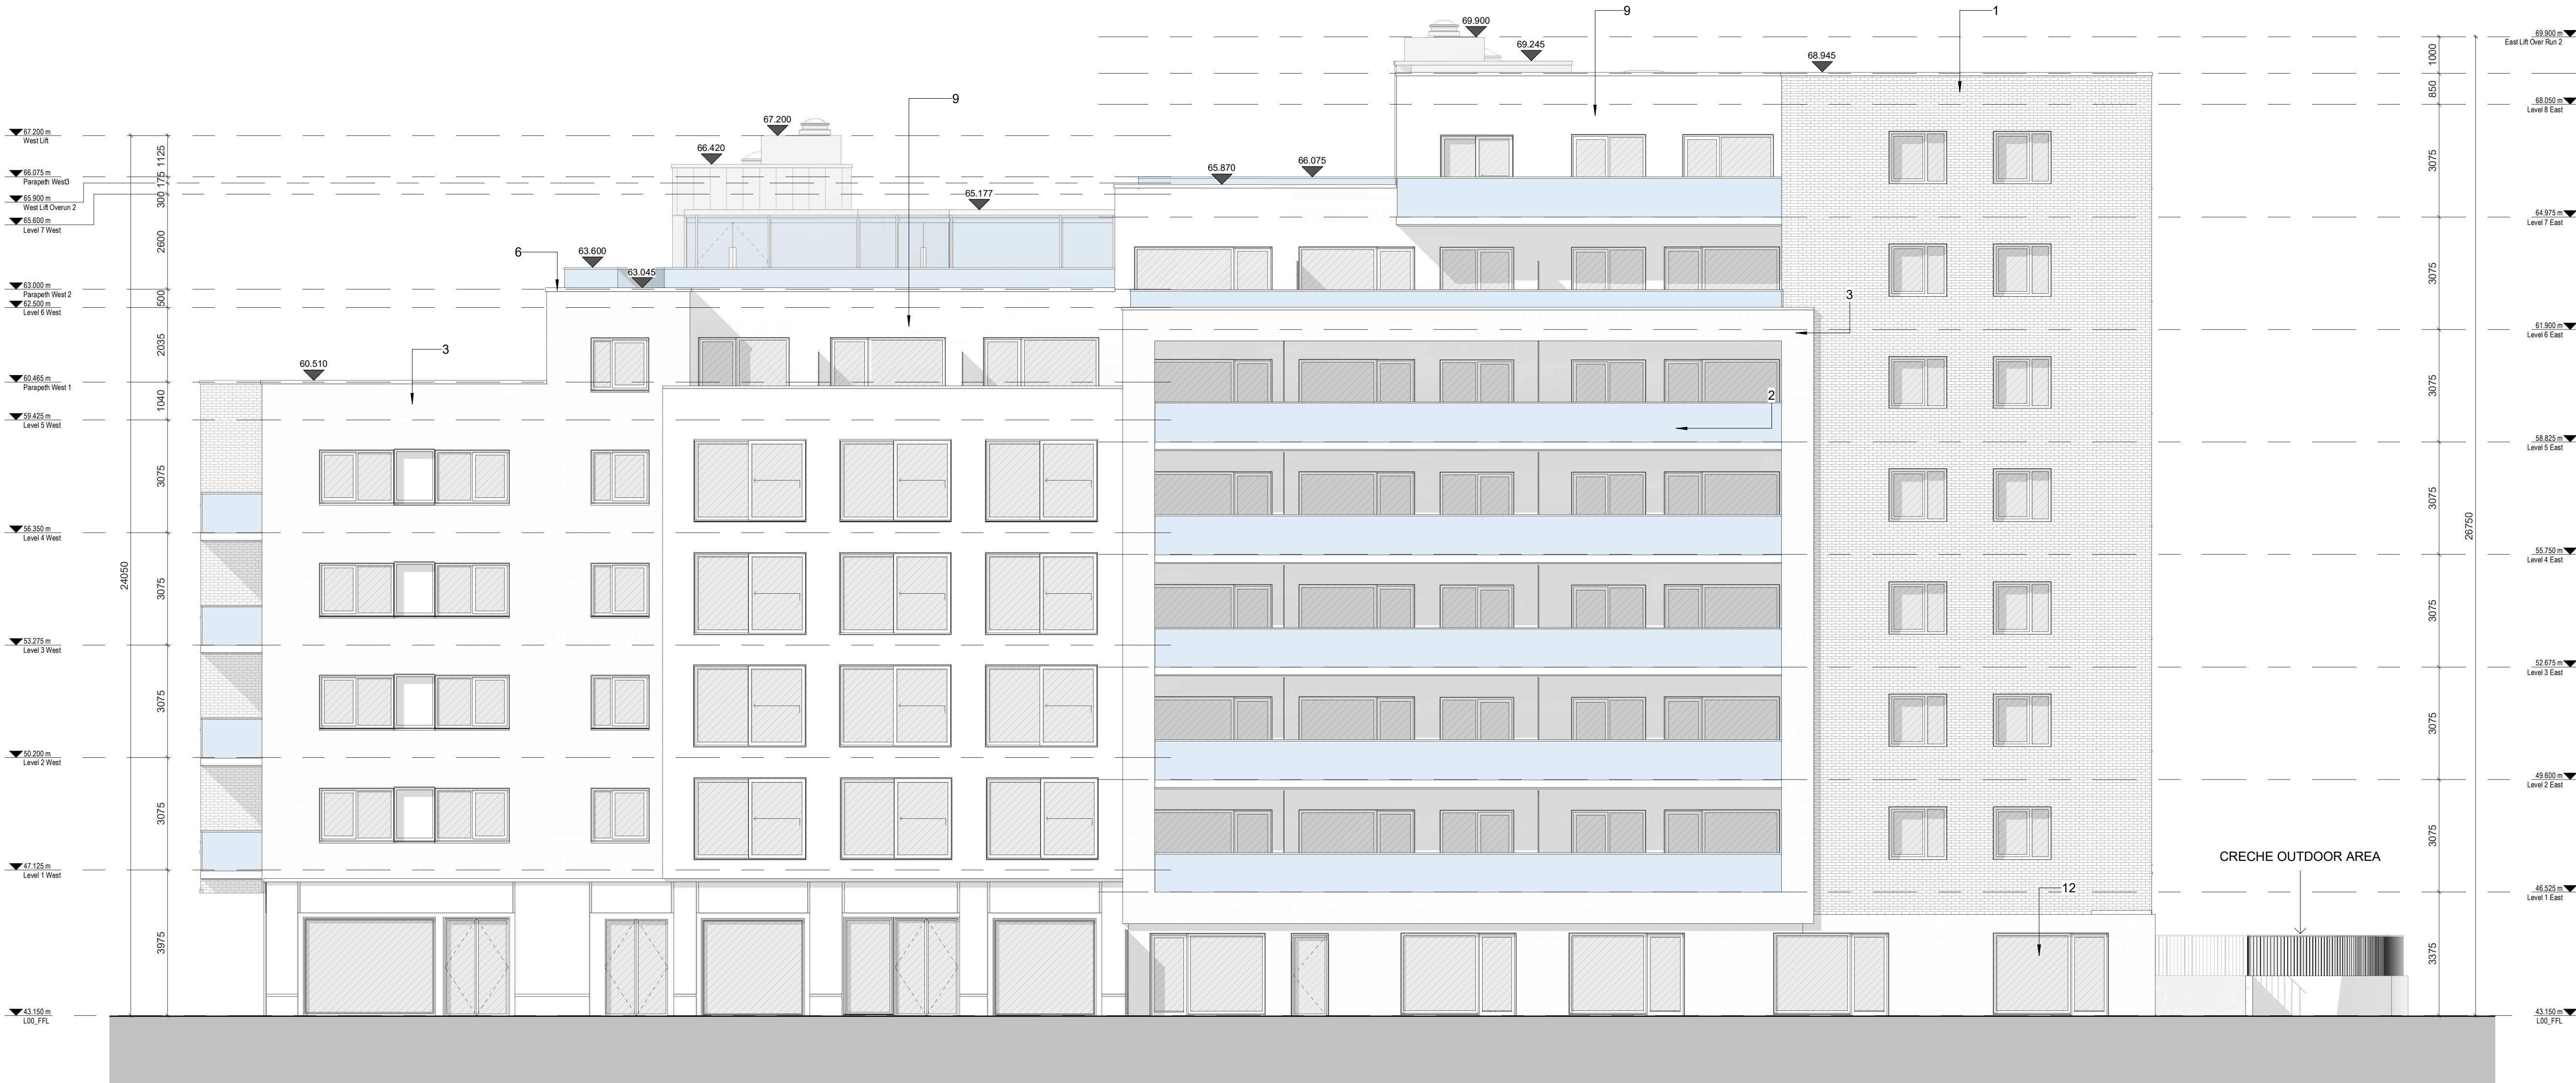 9
1
69.900
69.245
68.945
69.900 m
East Lift Over Run 2
1000
850
68.050 m
Level 8 East
9
67.200
67.200 m
West Lift
66.420
1125
3075
66.075 m
Parapeth West3
175
65.870
66.075
65.900 m
West Lift Overun 2
300
65.177
65.600 m
Level 7 West
64.975 m
Level 7 East
2600
6
63.600
63.045
3075
63.000 m
Parapeth West 2
500
62.500 m
Level 6 West
3
61.900 m
Level 6 East
2035
3
60.510
60.465 m
Parapeth West 1
3075
1040
2
59.425 m
Level 5 West
58.825 m
Level 5 East
3075
3075
56.350 m
Level 4 West
26750
55.750 m
Level 4 East
24050
3075
3075
53.275 m
Level 3 West
52.675 m
Level 3 East
3075
3075
50.200 m
Level 2 West
49.600 m
Level 2 East
3075
3075
CRECHE OUTDOOR AREA
47.125 m
Level 1 West
12
46.525 m
Level 1 East
3975
3375
43.150 m
L00_FFL
43.150 m
L00_FFL